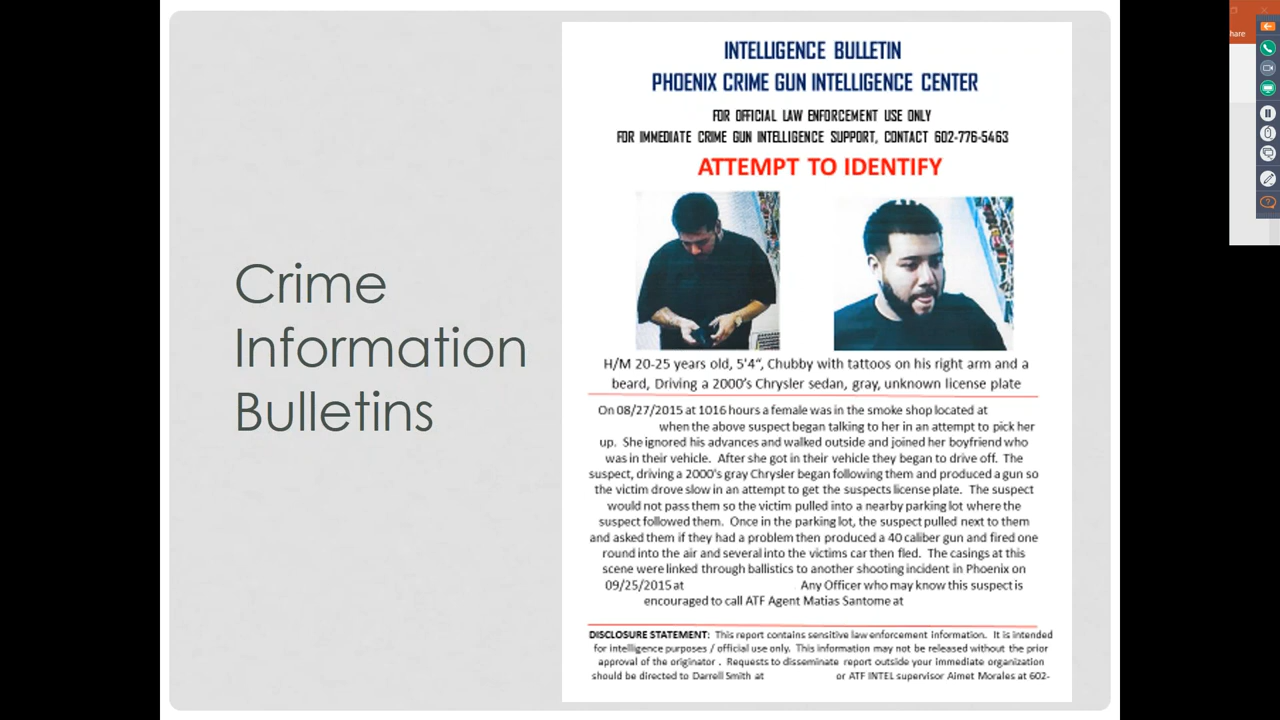 Crime
Information
Bulletins
INTELLIGENCE BULLETIN
PHOENIX CRIME GUN INTELLIGENCE CENTER
FOR OFFICIAL LAW ENFORCEMENT USE ONLY
FOR IMMEDIATE CRIME GUN INTELLIGENCE SUPPORT, CONTACT 602-776-5463
ATTEMPT TO IDENTIFY
H/M 20-25 years old, 5'4“, Chubby with tattoos on his right arm and a
beard, Driving a 2000’s Chrysler sedan, gray, unknown license plate
On 08/27/2015 at 1016 hours a female was in the smoke shop located at
when the above suspect began talking to her in an attempt to pick her
up. She ignored his advances and walked outside and joined her boyfriend who
was in their vehicle. After she got in their vehicle they began to drive off. The
suspect, driving a 2000's gray Chrysler began following them and produced a gun so
the victim drove slow in an attempt to get the suspects license plate. The suspect
would not pass them so the victim pulled into a nearby parking lot where the
suspect followed them. Once in the parking lot, the suspect pulled next to them
and asked them if they had a problem then produced a 40 caliber gun and fired one
round into the air and several into the victims car then fled. The casings at this
scene were linked through ballistics to another shooting incident in Phoenix on
09/25/2015 at Any Officer who may know this suspect is
encouraged to call ATF Agent Matias Santome at
DISCLOSURE STATEMENT: This report contains sensitive law enforcement information. It is intended
for intelligence purposes / official use only. This information may not be released without the prior
approval of the originator . Requests to disseminate report outside your immediate organization
should be directed to Darrell Smith at or ATF INTEL supervisor Aimet Morales at 602-
hare